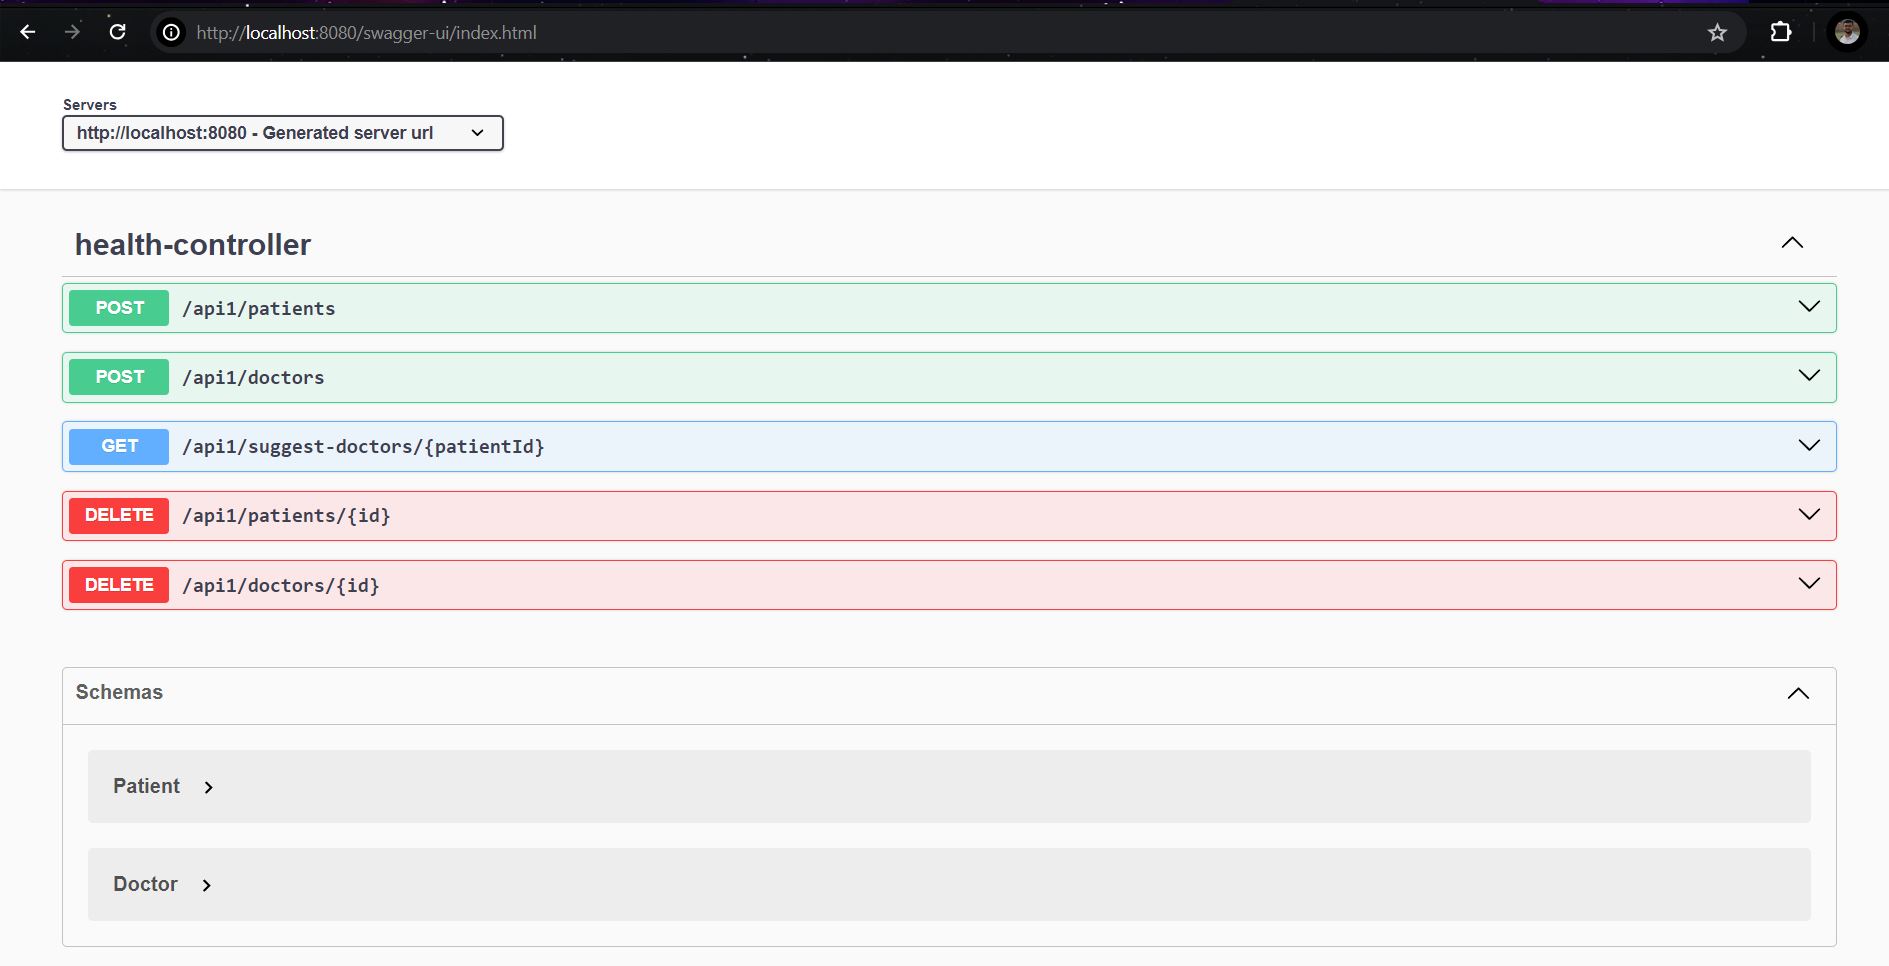 http://localhost:8080/swagger-ui/index.html
Servers
http://localhost:8080 - Generated server url
health-controller
POST /api1/patients
POST /api1/doctors
GET /api1/suggest-doctors/{patientId}
DELETE /api1/patients/{id}
DELETE /api1/doctors/{id}
Schemas
Patient
Doctor